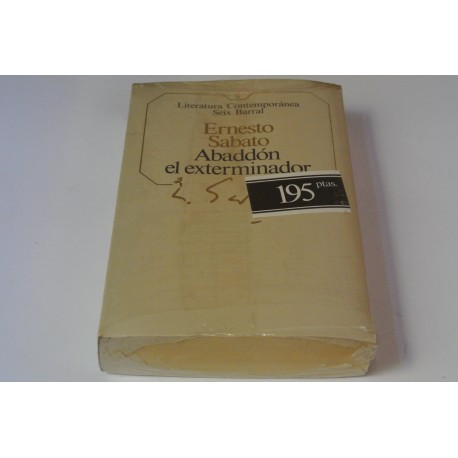 Literatura Contemporánea
Seix Barral
Ernesto
Sabato
Abaddón
el exterminador
195 ptas.